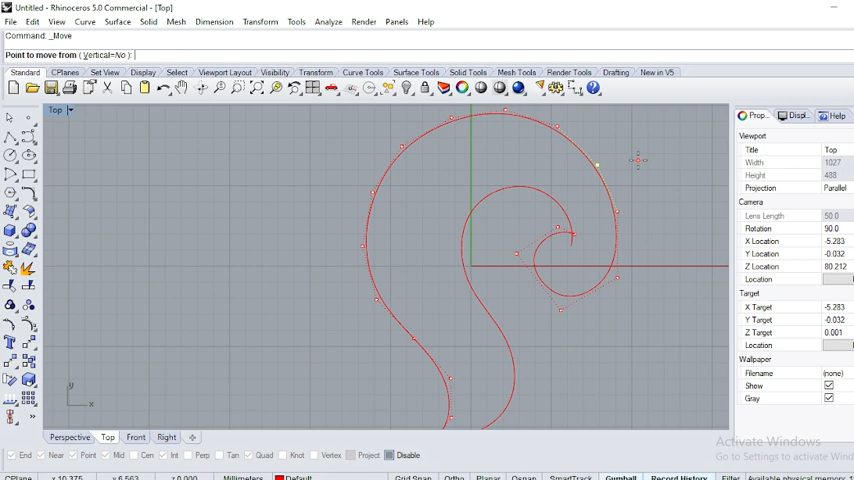 Untitled - Rhinoceros 5.0 Commercial - [Top]
File Edit View Curve Surface Solid Mesh Dimension Transform Tools Analyze Render Panels Help
Command: _Move
Point to move from ( Vertical=No ):
Standard CPlanes Set View Display Select Viewport Layout Visibility Transform Curve Tools Surface Tools Solid Tools Mesh Tools Render Tools Drafting New in V5
Top
Prop... Displ... Help
Viewport
Title Top
Width 1027
Height 488
Projection Parallel
Camera
Lens Length 50.0
Rotation 90.0
X Location -5.283
Y Location -0.032
Z Location 80.212
Location
Target
X Target -5.283
Y Target -0.032
Z Target 0.001
Location
Wallpaper
Filename (none)
Show
Gray
y
x
Perspective Top Front Right
Activate Windows
Go to Settings to activate Wind
End Near Point Mid Cen Int Perp Tan Quad Knot Vertex Project Disable
CPlane x 10.375 y 6.563 z 0.000 Millimeters Default Grid Snap Ortho Planar Osnap SmartTrack Gumball Record History Filter Available physical memory: